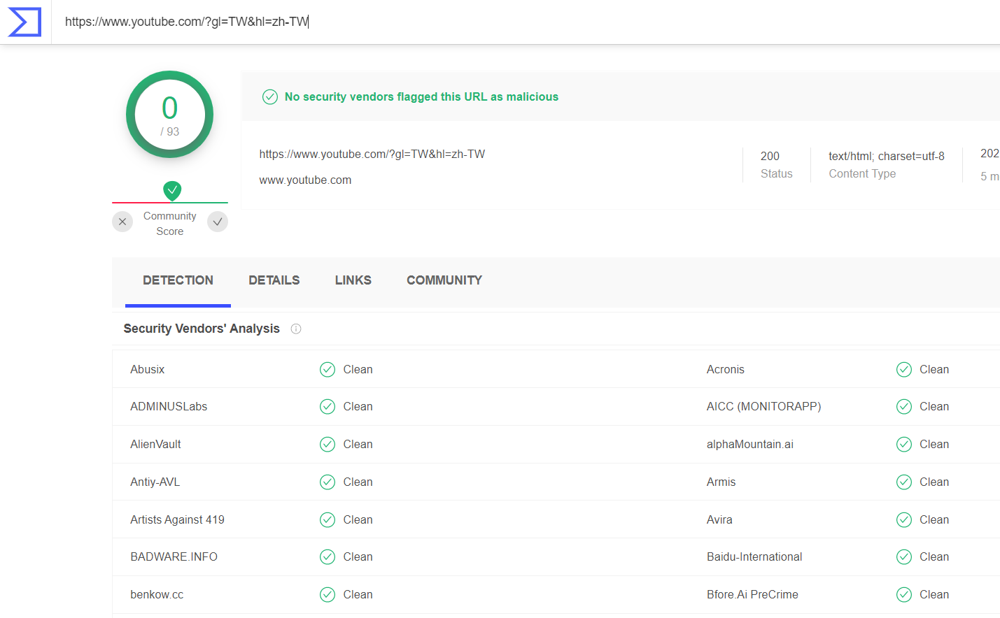 https://www.youtube.com/?gl=TW&hl=zh-TW
0
/ 93
Community
Score
No security vendors flagged this URL as malicious
https://www.youtube.com/?gl=TW&hl=zh-TW
www.youtube.com
200
Status
text/html; charset=utf-8
Content Type
202
5 m
DETECTION DETAILS LINKS COMMUNITY
Security Vendors' Analysis
Abusix Clean Acronis Clean
ADMINUSLabs Clean AICC (MONITORAPP) Clean
AlienVault Clean alphaMountain.ai Clean
Antiy-AVL Clean Armis Clean
Artists Against 419 Clean Avira Clean
BADWARE.INFO Clean Baidu-International Clean
benkow.cc Clean Bfore.Ai PreCrime Clean